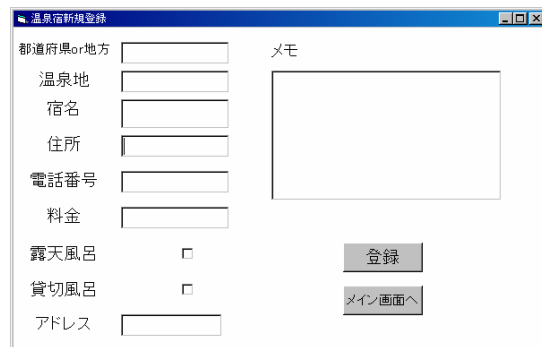 温泉宿新規登録
都道府県or地方
メモ
温泉地
宿名
住所
電話番号
料金
露天風呂
登録
貸切風呂
メイン画面へ
アドレス